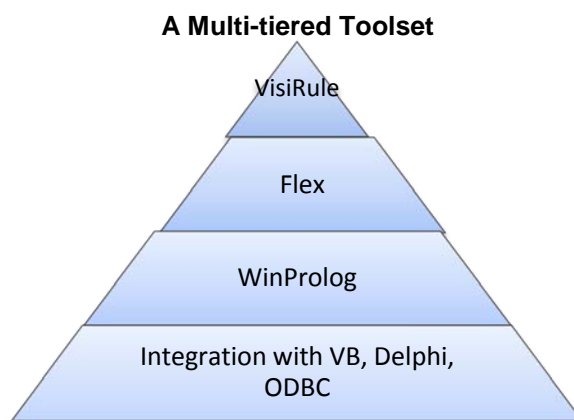 A Multi-tiered Toolset
VisiRule
Flex
WinProlog
Integration with VB, Delphi,
ODBC